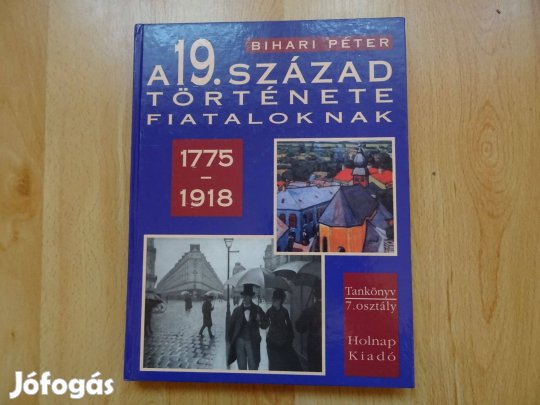 BIHARI PÉTER
A 19. SZÁZAD
TÖRTÉNETE
FIATALOKNAK
1775
–
1918
Tankönyv
7. osztály
Holnap
Kiadó
Jófogás